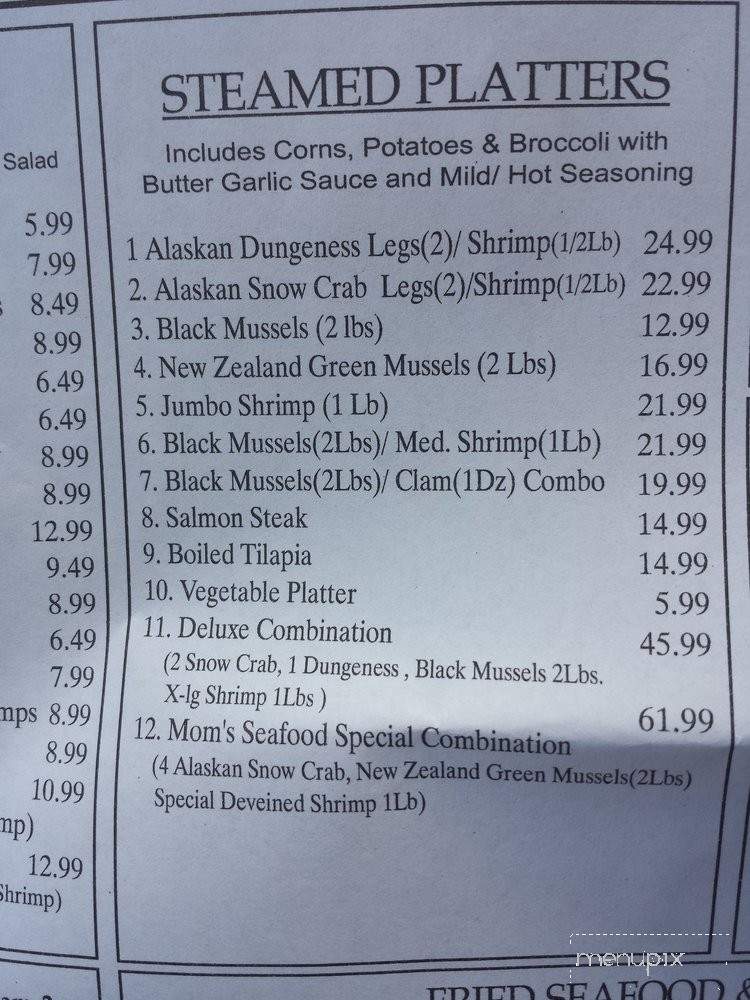 Salad
5.99
7.99
s 8.49
8.99
6.49
6.49
8.99
8.99
12.99
9.49
8.99
6.49
7.99
mps 8.99
8.99
10.99
mp)
12.99
Shrimp)
STEAMED PLATTERS
Includes Corns, Potatoes & Broccoli with
Butter Garlic Sauce and Mild/ Hot Seasoning
1 Alaskan Dungeness Legs(2)/ Shrimp(1/2Lb) 24.99
2. Alaskan Snow Crab Legs(2)/Shrimp(1/2Lb) 22.99
3. Black Mussels (2 lbs) 12.99
4. New Zealand Green Mussels (2 Lbs) 16.99
5. Jumbo Shrimp (1 Lb) 21.99
6. Black Mussels(2Lbs)/ Med. Shrimp(1Lb) 21.99
7. Black Mussels(2Lbs)/ Clam(1Dz) Combo 19.99
8. Salmon Steak 14.99
9. Boiled Tilapia 14.99
10. Vegetable Platter 5.99
11. Deluxe Combination 45.99
(2 Snow Crab, 1 Dungeness , Black Mussels 2Lbs.
X-lg Shrimp 1Lbs )
12. Mom's Seafood Special Combination 61.99
(4 Alaskan Snow Crab, New Zealand Green Mussels(2Lbs)
Special Deveined Shrimp 1Lb)
menupix
FRIED SEAFOOD &